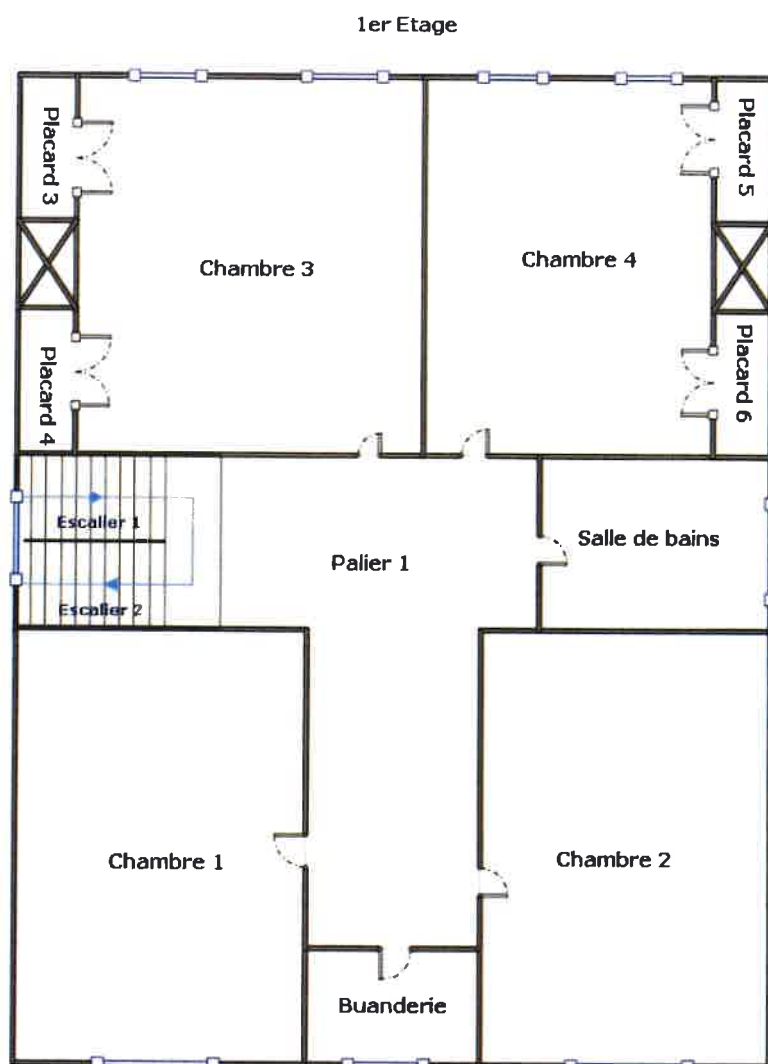 1er Etage
Placard 3
Placard 5
Chambre 3
Chambre 4
Placard 4
Placard 6
Escalier 1
Salle de bains
Palier 1
Escalier 2
Chambre 1
Chambre 2
Buanderie